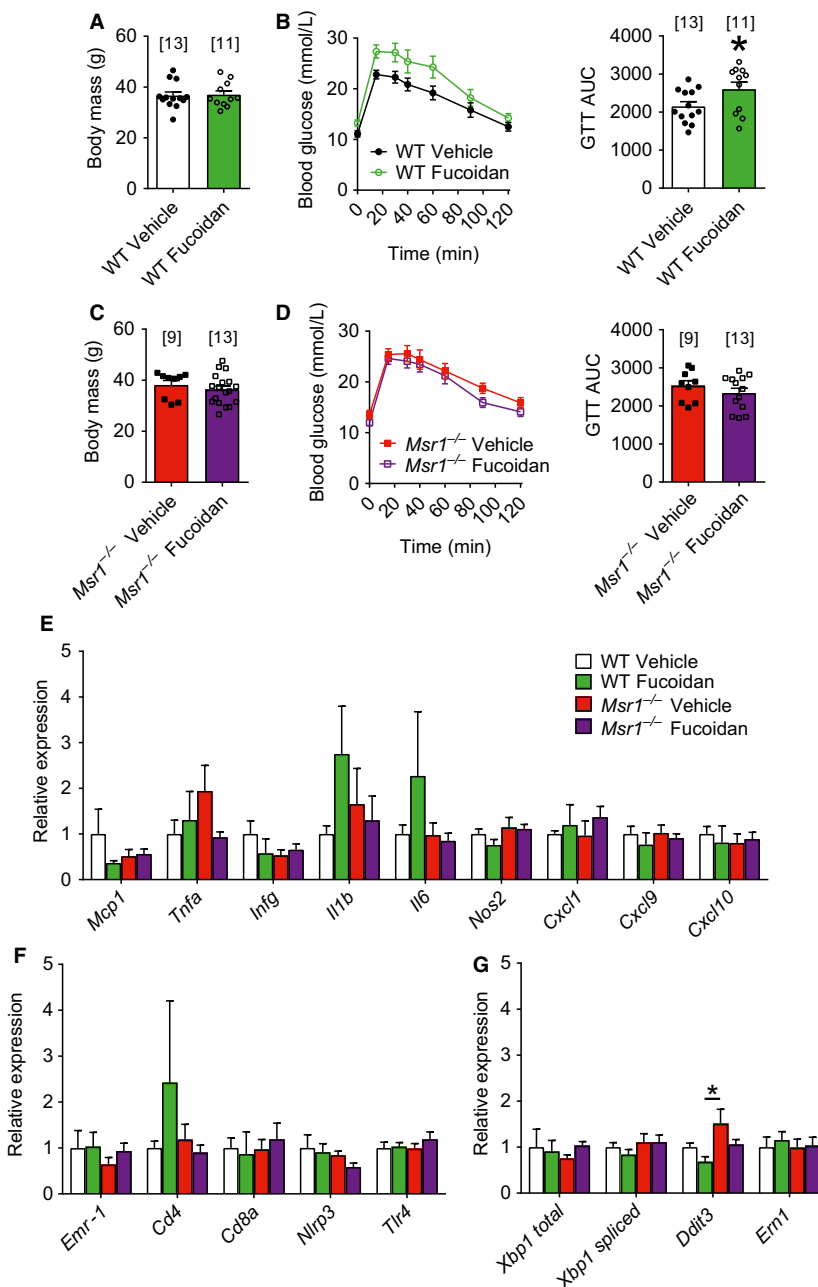 A
[13] [11]
Body mass (g)
60
40
20
0
WT Vehicle
WT Fucoidan
B
Blood glucose (mmol/L)
30
20
10
0
WT Vehicle
WT Fucoidan
0 20 40 60 80 100 120
Time (min)
[13] [11]
*
GTT AUC
4000
3000
2000
1000
0
WT Vehicle
WT Fucoidan
C
[9] [13]
Body mass (g)
60
40
20
0
Msr1–/– Vehicle
Msr1–/– Fucoidan
D
Blood glucose (mmol/L)
30
20
10
0
Msr1–/– Vehicle
Msr1–/– Fucoidan
0 20 40 60 80 100 120
Time (min)
[9] [13]
GTT AUC
4000
3000
2000
1000
0
Msr1–/– Vehicle
Msr1–/– Fucoidan
E
Relative expression
5
4
3
2
1
0
WT Vehicle
WT Fucoidan
Msr1–/– Vehicle
Msr1–/– Fucoidan
Mcp1 Tnfa Infg Il1b Il6 Nos2 Cxcl1 Cxcl9 Cxcl10
F
Relative expression
5
4
3
2
1
0
Emr-1 Cd4 Cd8a Nlrp3 Tlr4
G
Relative expression
5
4
3
2
1
0
*
Xbp1 total Xbp1 spliced Ddit3 Ern1